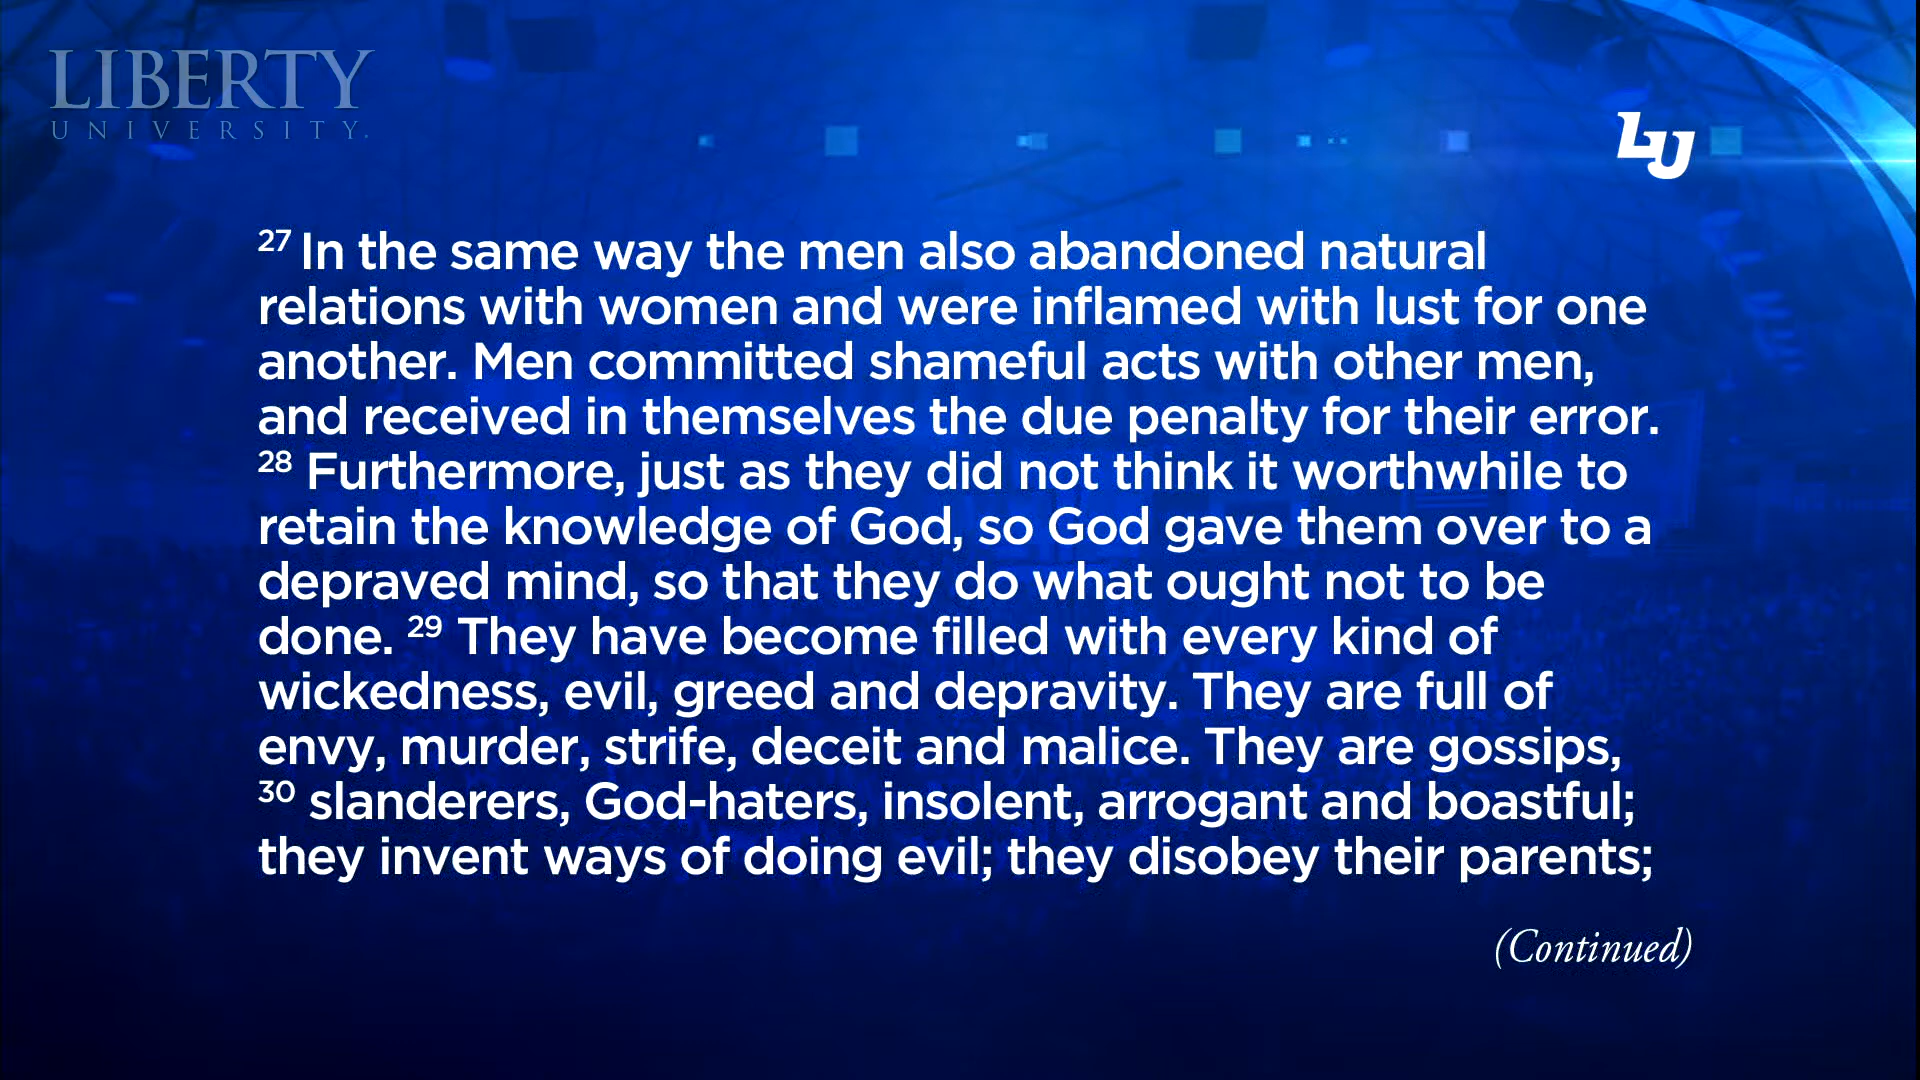 LIBERTY
UNIVERSITY.
LU
27 In the same way the men also abandoned natural
relations with women and were inflamed with lust for one
another. Men committed shameful acts with other men,
and received in themselves the due penalty for their error.
28 Furthermore, just as they did not think it worthwhile to
retain the knowledge of God, so God gave them over to a
depraved mind, so that they do what ought not to be
done. 29 They have become filled with every kind of
wickedness, evil, greed and depravity. They are full of
envy, murder, strife, deceit and malice. They are gossips,
30 slanderers, God-haters, insolent, arrogant and boastful;
they invent ways of doing evil; they disobey their parents;
(Continued)